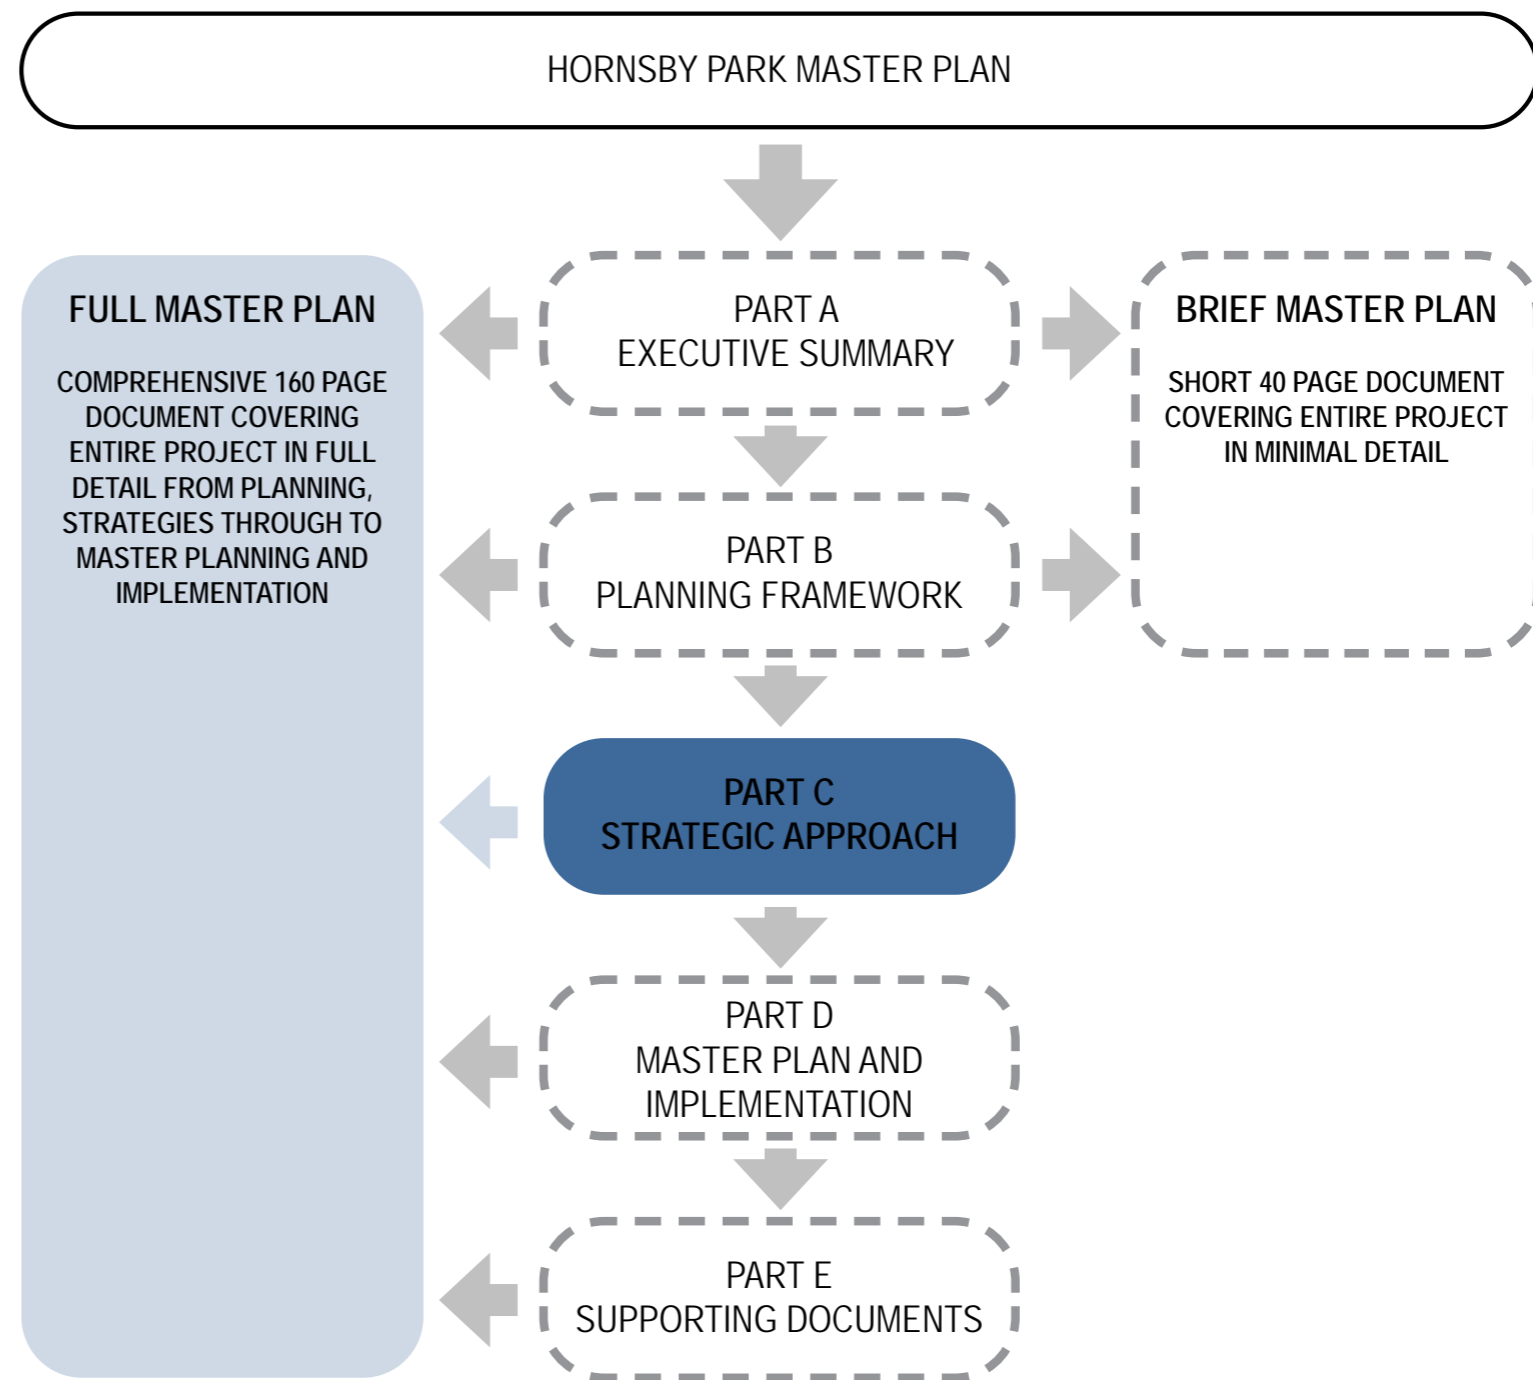 HORNSBY PARK MASTER PLAN
FULL MASTER PLAN
COMPREHENSIVE 160 PAGE
DOCUMENT COVERING
ENTIRE PROJECT IN FULL
DETAIL FROM PLANNING,
STRATEGIES THROUGH TO
MASTER PLANNING AND
IMPLEMENTATION
PART A
EXECUTIVE SUMMARY
BRIEF MASTER PLAN
SHORT 40 PAGE DOCUMENT
COVERING ENTIRE PROJECT
IN MINIMAL DETAIL
PART B
PLANNING FRAMEWORK
PART C
STRATEGIC APPROACH
PART D
MASTER PLAN AND
IMPLEMENTATION
PART E
SUPPORTING DOCUMENTS